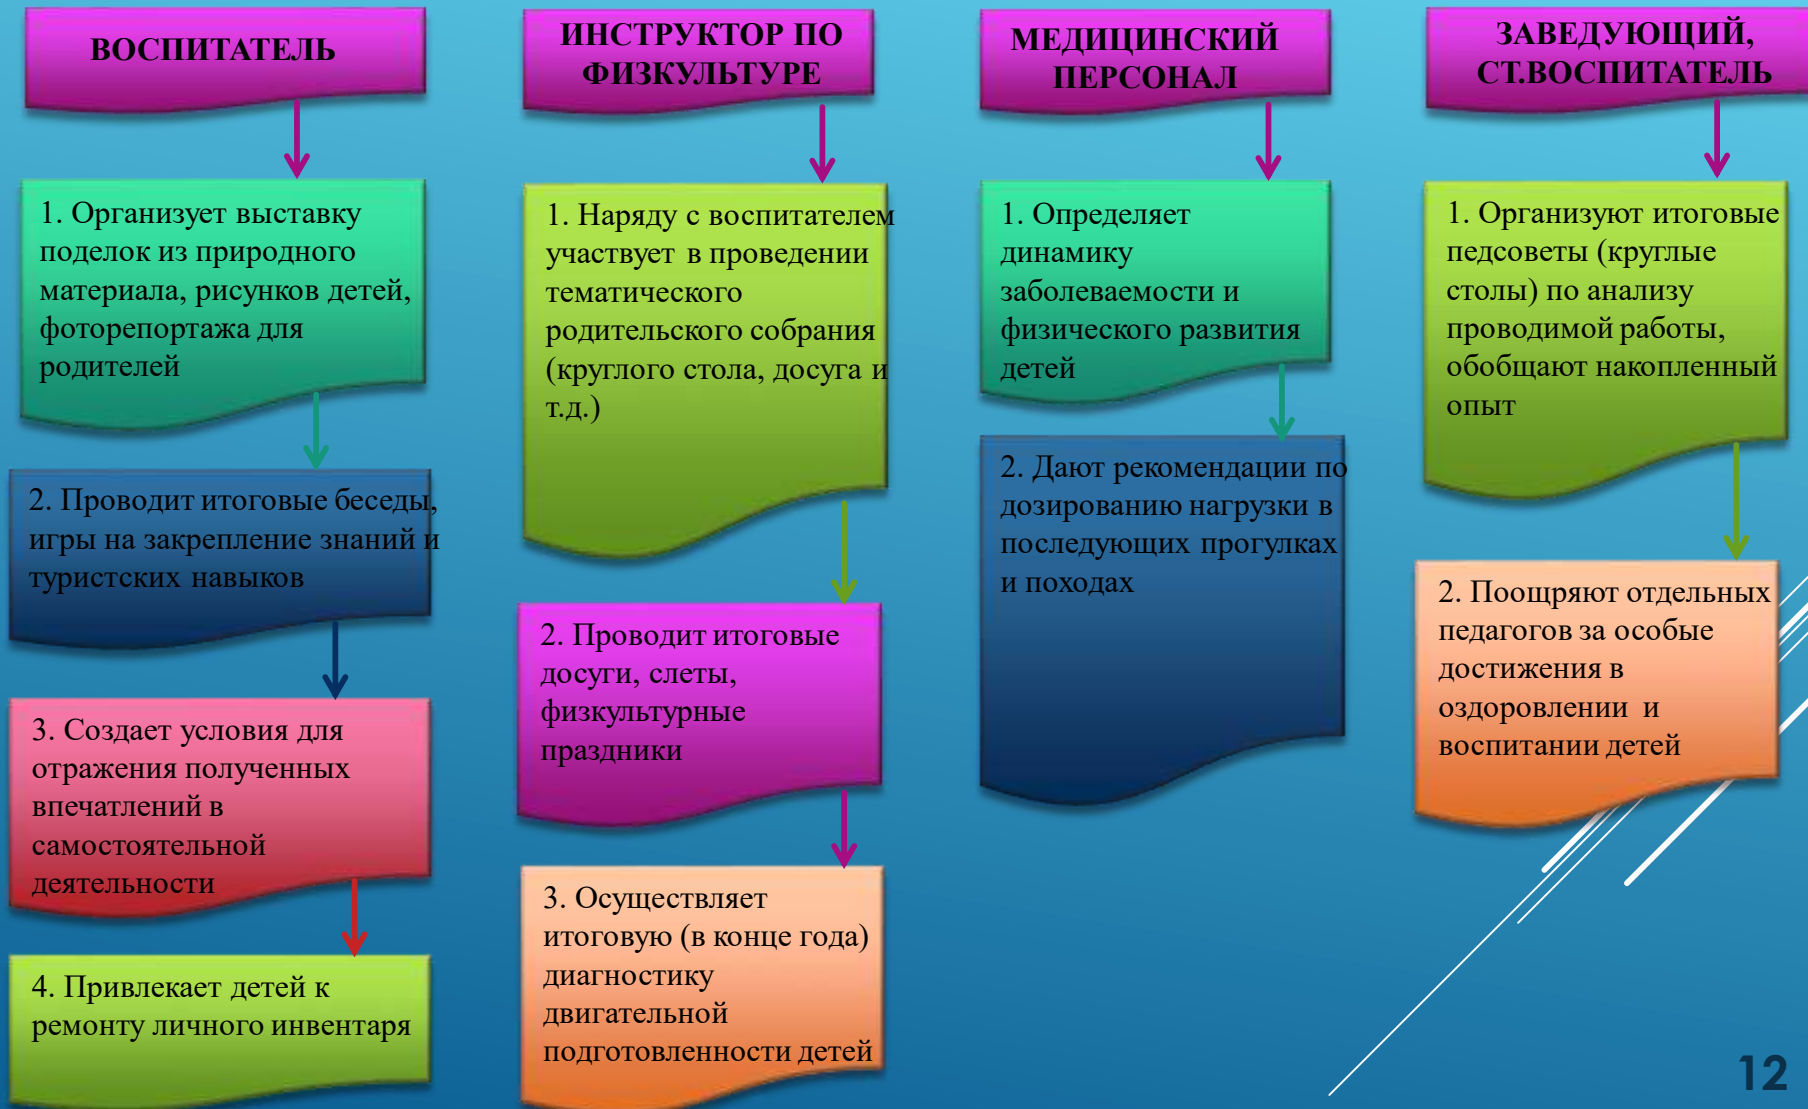 ВОСПИТАТЕЛЬ
1. Организует выставку
поделок из природного
материала, рисунков детей,
фоторепортажа для
родителей
2. Проводит итоговые беседы,
игры на закрепление знаний и
туристских навыков
3. Создает условия для
отражения полученных
впечатлений в
самостоятельной
деятельности
4. Привлекает детей к
ремонту личного инвентаря
ИНСТРУКТОР ПО
ФИЗКУЛЬТУРЕ
1. Наряду с воспитателем
участвует в проведении
тематического
родительского собрания
(круглого стола, досуга и
т.д.)
2. Проводит итоговые
досуги, слеты,
физкультурные
праздники
3. Осуществляет
итоговую (в конце года)
диагностику
двигательной
подготовленности детей
МЕДИЦИНСКИЙ
ПЕРСОНАЛ
1. Определяет
динамику
заболеваемости и
физического развития
детей
2. Дают рекомендации по
дозированию нагрузки в
последующих прогулках
и походах
ЗАВЕДУЮЩИЙ,
СТ.ВОСПИТАТЕЛЬ
1. Организуют итоговые
педсоветы (круглые
столы) по анализу
проводимой работы,
обобщают накопленный
опыт
2. Поощряют отдельных
педагогов за особые
достижения в
оздоровлении и
воспитании детей
12